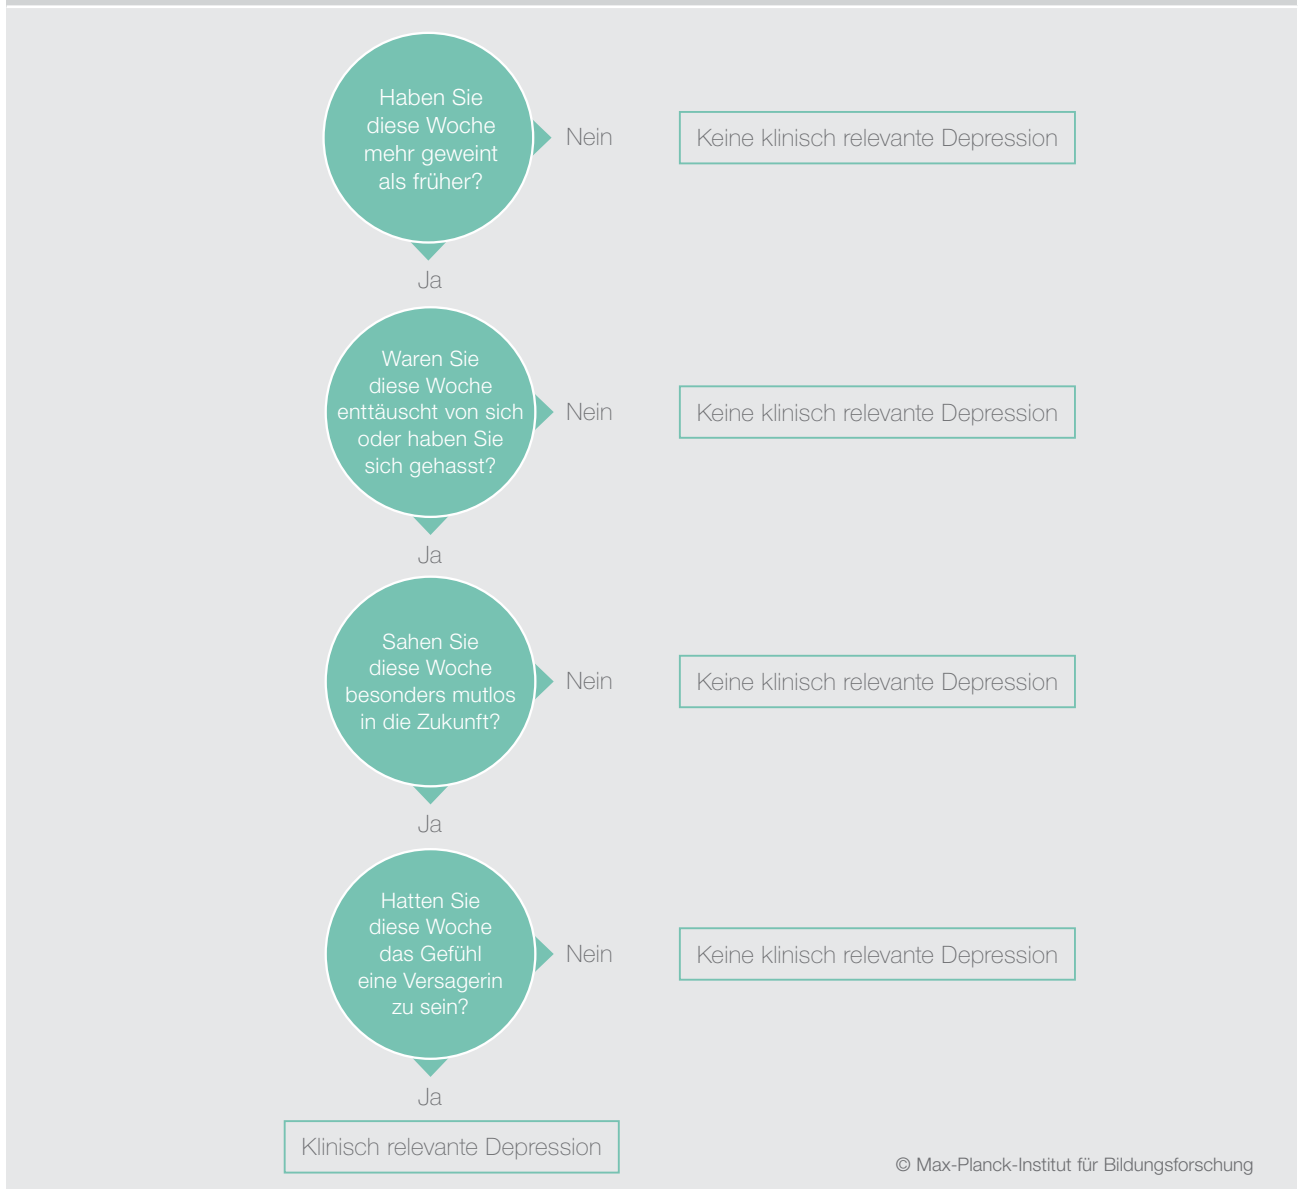 Haben Sie
diese Woche
mehr geweint
als früher?
Nein
Keine klinisch relevante Depression
Ja
Waren Sie
diese Woche
enttäuscht von sich
oder haben Sie
sich gehasst?
Nein
Keine klinisch relevante Depression
Ja
Sahen Sie
diese Woche
besonders mutlos
in die Zukunft?
Nein
Keine klinisch relevante Depression
Ja
Hatten Sie
diese Woche
das Gefühl
eine Versagerin
zu sein?
Nein
Keine klinisch relevante Depression
Ja
Klinisch relevante Depression
© Max-Planck-Institut für Bildungsforschung